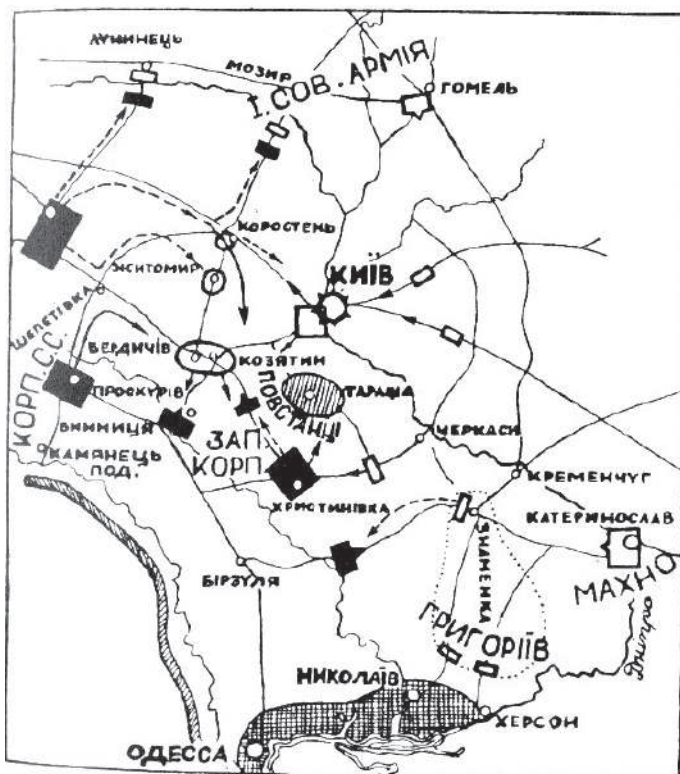 ЛУНИНЕЦЬ
МОЗИР
І. СОВ. АРМІЯ
ГОМЕЛЬ
КОРОСТЕНЬ
ЖИТОМИР
КИЇВ
ШЕПЕТІВКА
БЕРДИЧІВ
КОЗЯТИН
КОРП. С.С.
ПРОСКУРІВ
ПОВСТАНЦІ
ТАРАЩА
ВИННИЦЯ
ЗАП.
КОРП
ЧЕРКАСИ
КАМЯНЕЦЬ
ПОД.
КРЕМЕНЧУГ
ХРИСТИНІВКА
КАТЕРИНОСЛАВ
ЗНАМЕНКА
МАХНО
БІРЗУЛЯ
ГРИГОРІЇВ
Дніпро
НИКОЛАЇВ
ХЕРСОН
ОДЕССА